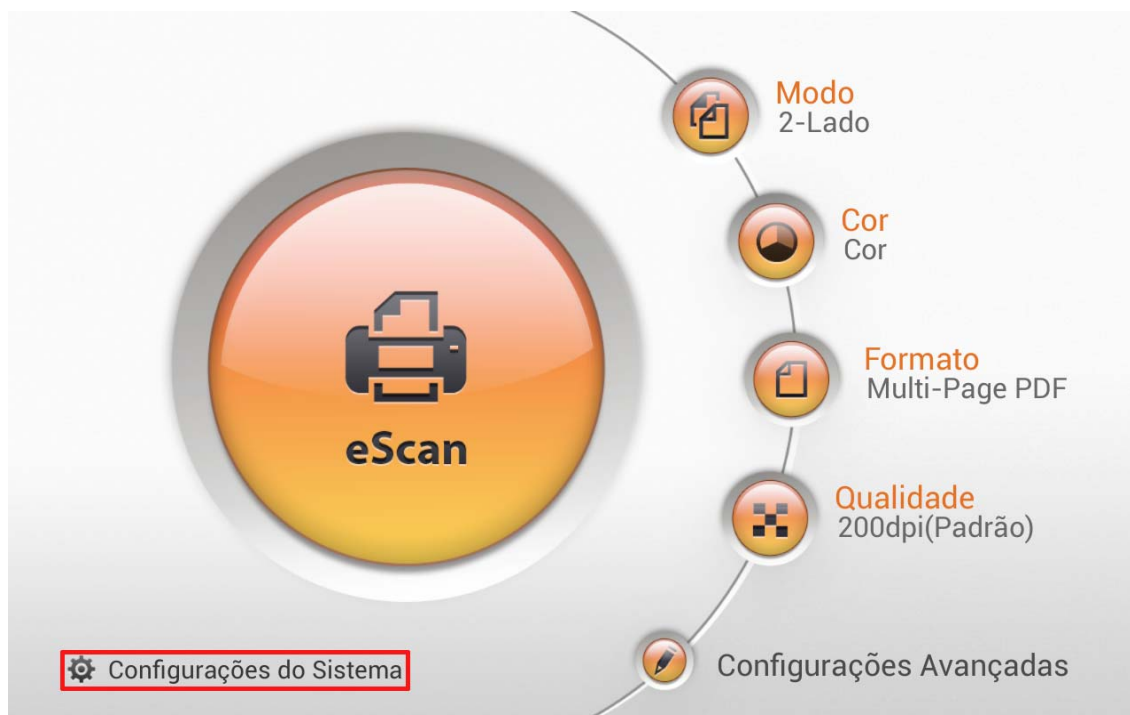 Modo
2-Lado
Cor
Cor
Formato
Multi-Page PDF
eScan
Qualidade
200dpi(Padrão)
Configurações do Sistema
Configurações Avançadas